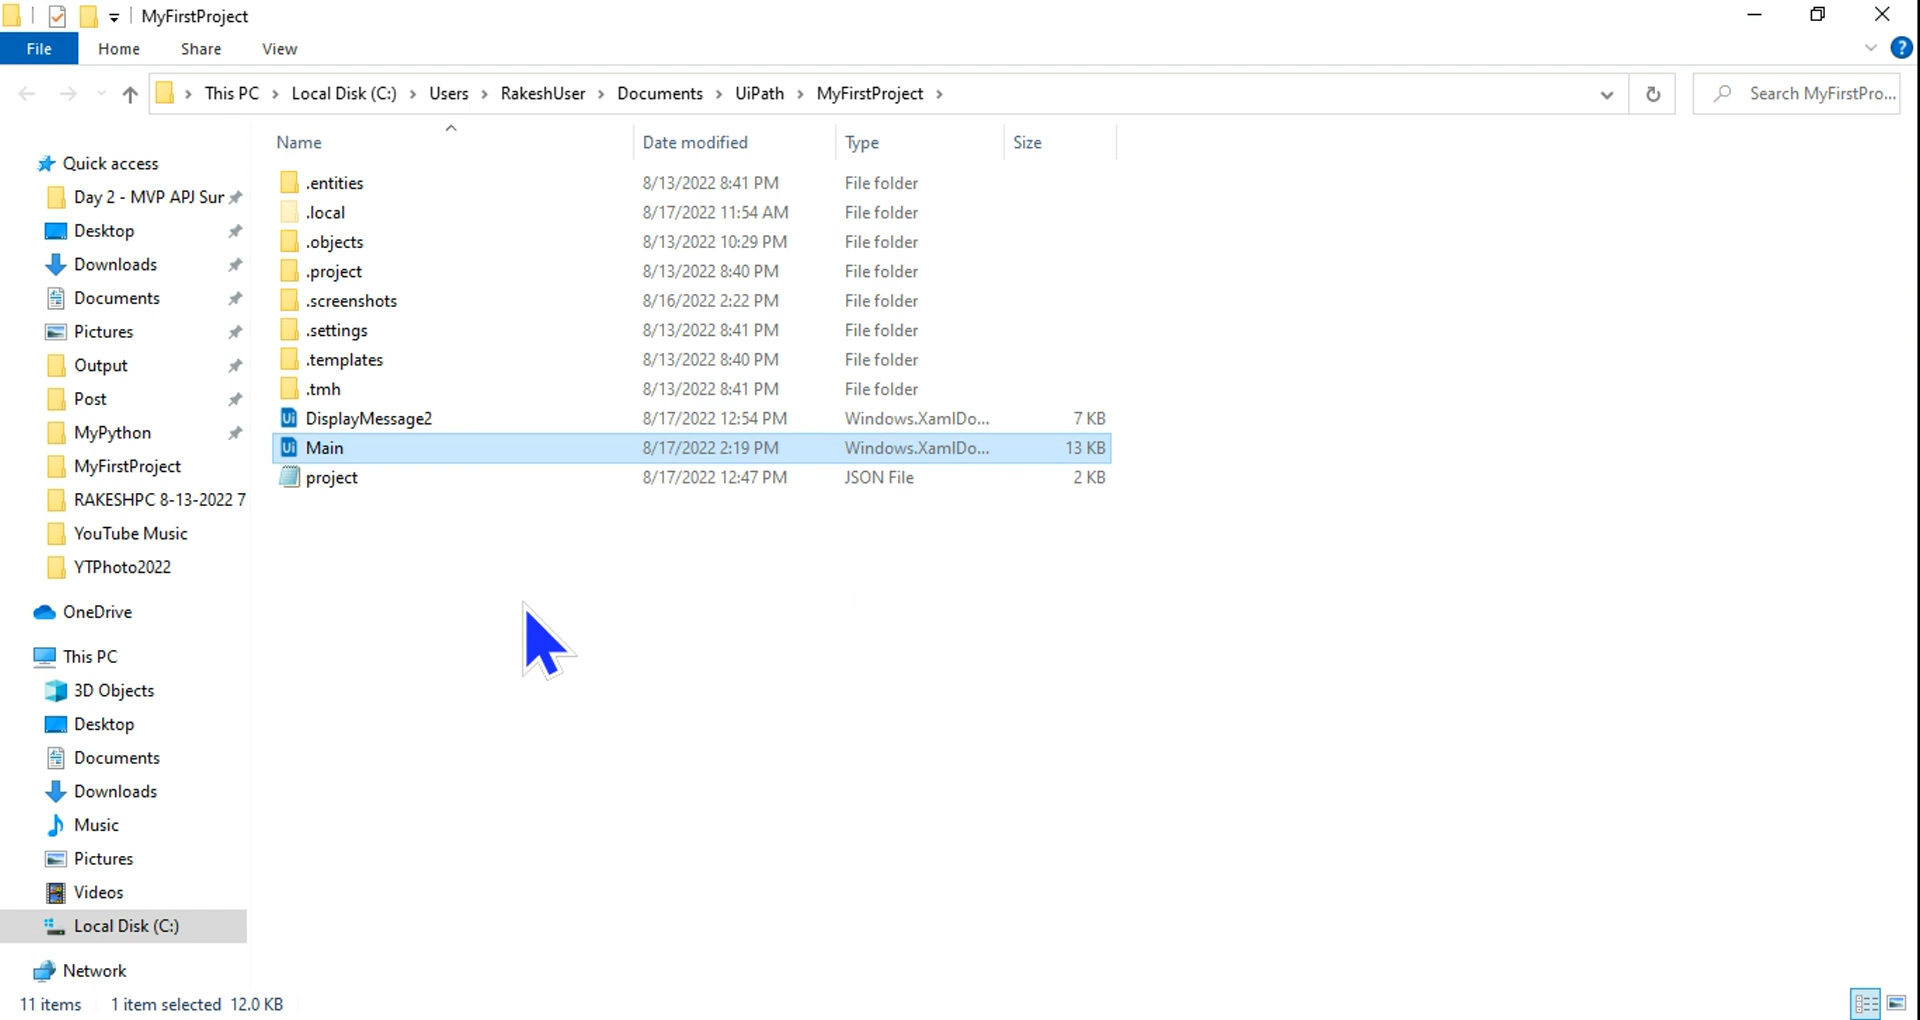 MyFirstProject
File Home Share View
This PC Local Disk (C:) Users RakeshUser Documents UiPath MyFirstProject Search MyFirstPro...
Name Date modified Type Size
Quick access
Day 2 - MVP APJ Sur
Desktop
Downloads
Documents
Pictures
Output
Post
MyPython
MyFirstProject
RAKESHPC 8-13-2022 7
YouTube Music
YTPhoto2022
OneDrive
This PC
3D Objects
Desktop
Documents
Downloads
Music
Pictures
Videos
Local Disk (C:)
Network
.entities 8/13/2022 8:41 PM File folder
.local 8/17/2022 11:54 AM File folder
.objects 8/13/2022 10:29 PM File folder
.project 8/13/2022 8:40 PM File folder
.screenshots 8/16/2022 2:22 PM File folder
.settings 8/13/2022 8:41 PM File folder
.templates 8/13/2022 8:40 PM File folder
.tmh 8/13/2022 8:41 PM File folder
Ui DisplayMessage2 8/17/2022 12:54 PM Windows.XamlDo... 7 KB
Ui Main 8/17/2022 2:19 PM Windows.XamlDo... 13 KB
project 8/17/2022 12:47 PM JSON File 2 KB
11 items 1 item selected 12.0 KB